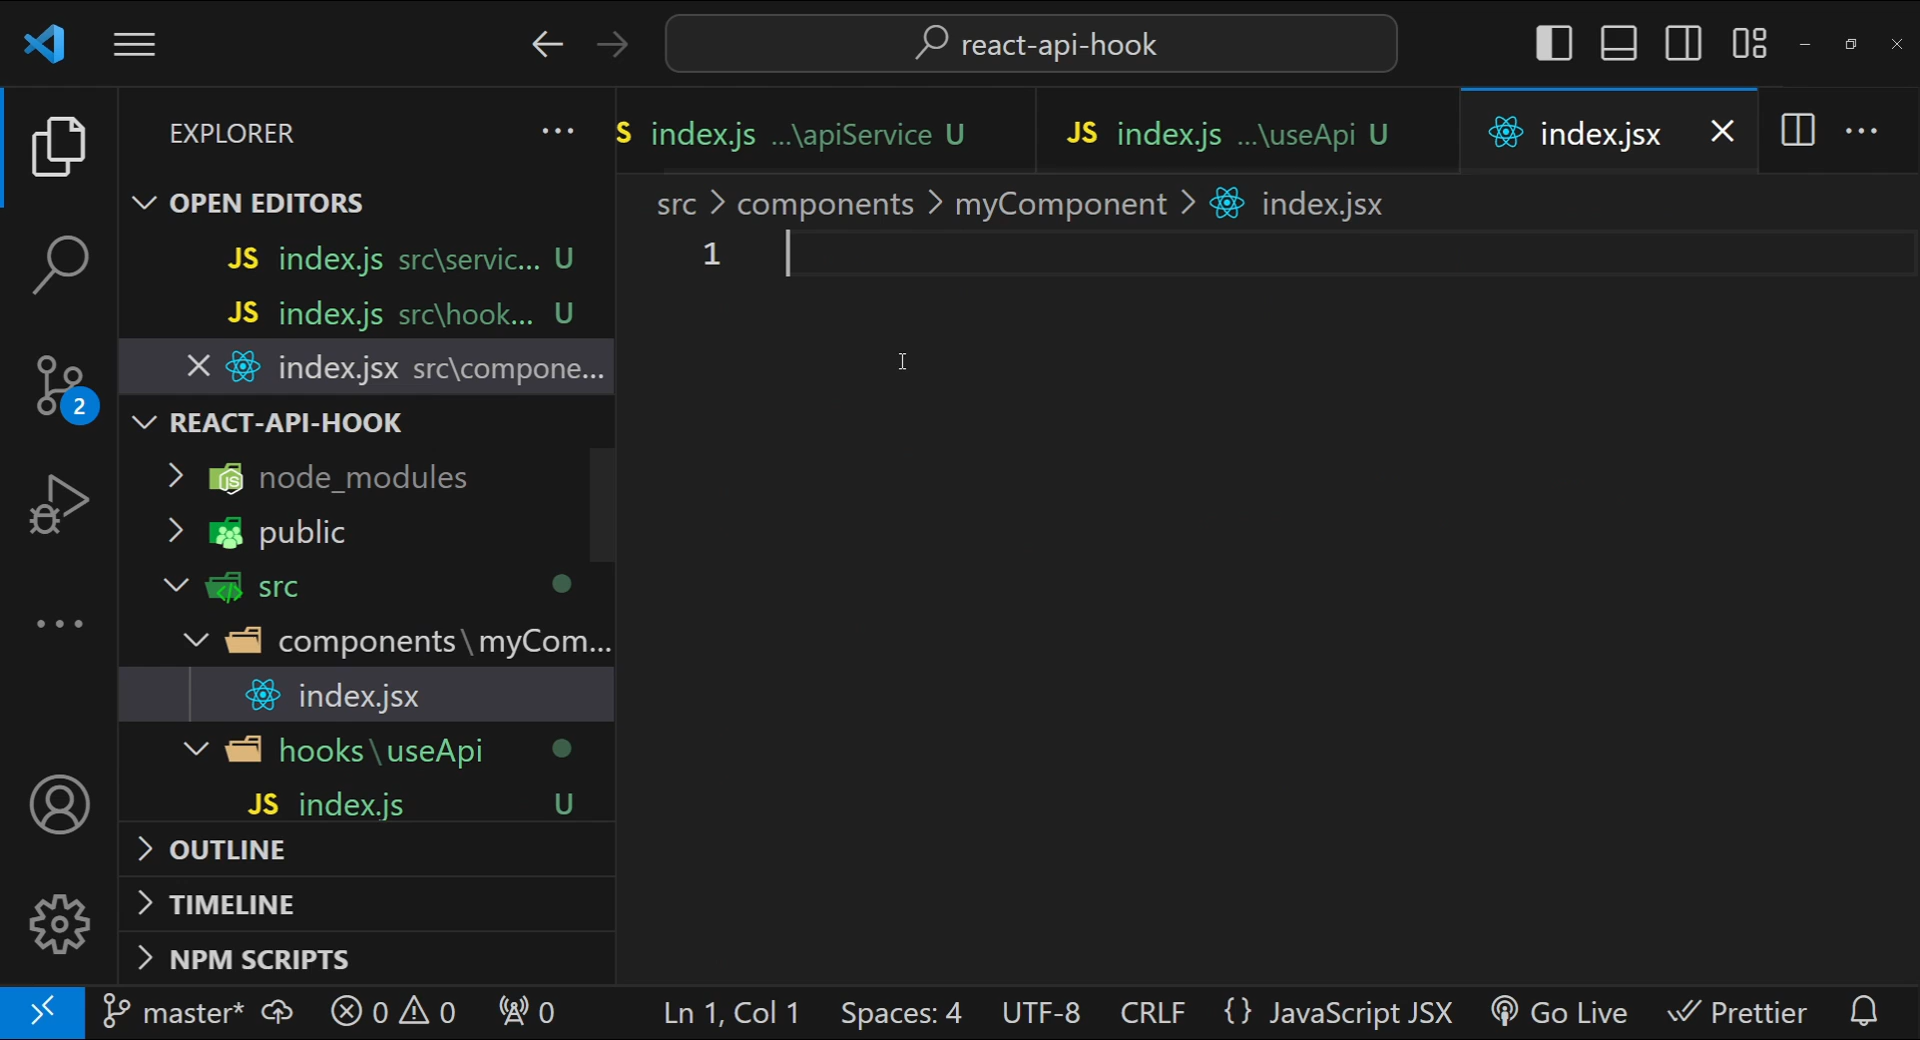 react-api-hook
EXPLORER
index.js ...\apiService U
JS index.js ...\useApi U
index.jsx
OPEN EDITORS
src > components > myComponent > index.jsx
1
JS index.js src\servic... U
JS index.js src\hook... U
index.jsx src\compone...
2
REACT-API-HOOK
node_modules
public
src
components\myCom...
index.jsx
hooks\useApi
JS index.js U
OUTLINE
TIMELINE
NPM SCRIPTS
master* 0 0 0 Ln 1, Col 1 Spaces: 4 UTF-8 CRLF {} JavaScript JSX Go Live Prettier